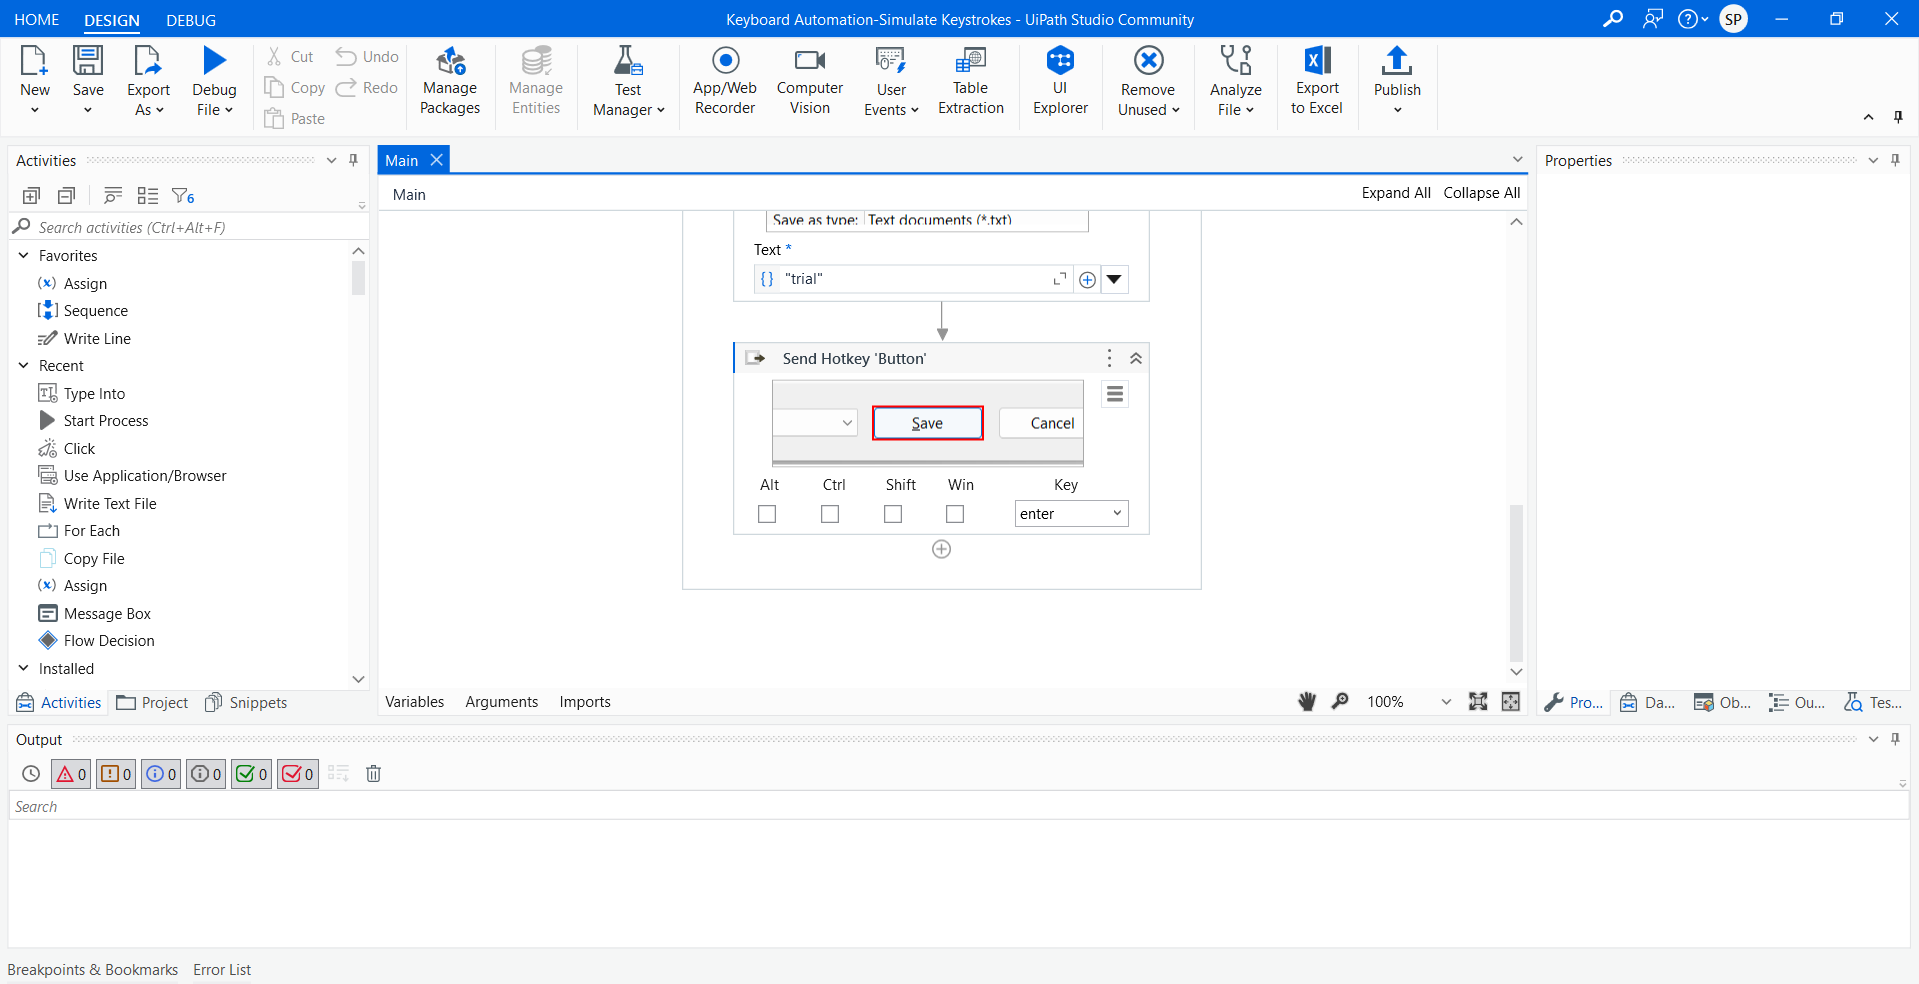 HOME DESIGN DEBUG
Keyboard Automation-Simulate Keystrokes - UiPath Studio Community
SP
New
Save
Export As
Debug File
Cut
Copy
Paste
Undo
Redo
Manage Packages
Manage Entities
Test Manager
App/Web Recorder
Computer Vision
User Events
Table Extraction
UI Explorer
Remove Unused
Analyze File
Export to Excel
Publish
Activities
6
Search activities (Ctrl+Alt+F)
Favorites
Assign
Sequence
Write Line
Recent
Type Into
Start Process
Click
Use Application/Browser
Write Text File
For Each
Copy File
Assign
Message Box
Flow Decision
Installed
Activities Project Snippets
Main
Main
Expand All Collapse All
Save as type: Text documents (*.txt)
Text *
{} "trial"
Send Hotkey 'Button'
Save Cancel
Alt Ctrl Shift Win Key
enter
Variables Arguments Imports
100%
Properties
Pro... Da... Ob... Ou... Tes...
Output
0 0 0 0 0 0
Search
Breakpoints & Bookmarks Error List